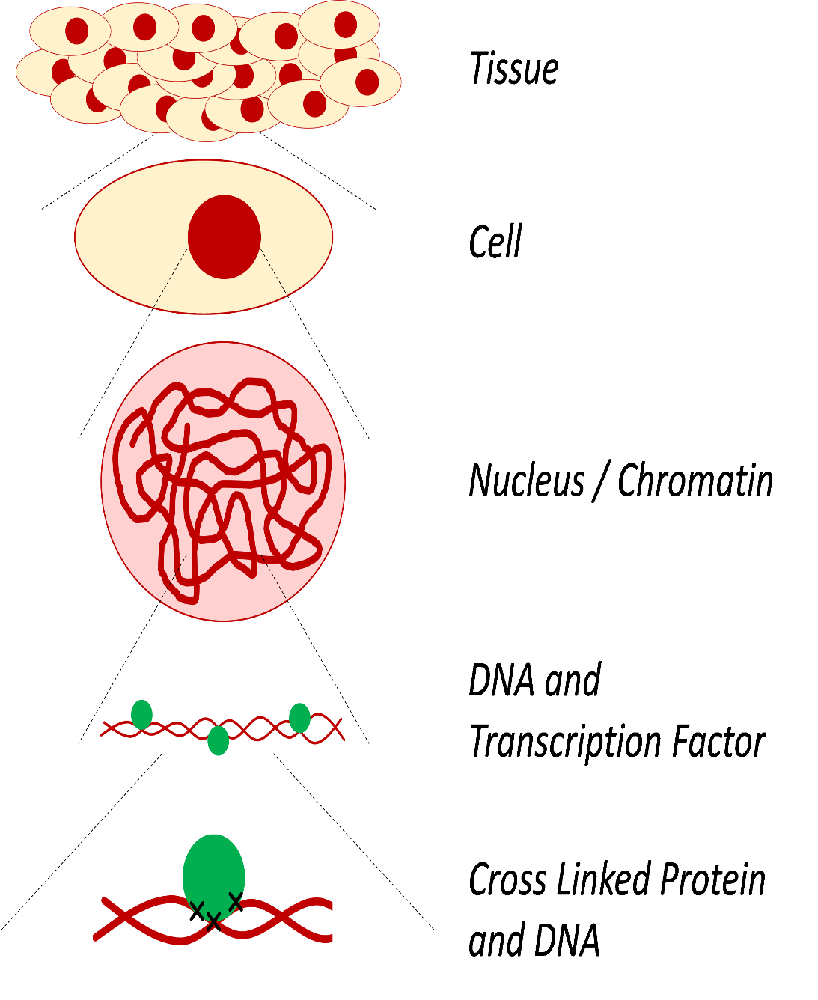 Tissue
Cell
Nucleus / Chromatin
DNA and
Transcription Factor
Cross Linked Protein
and DNA